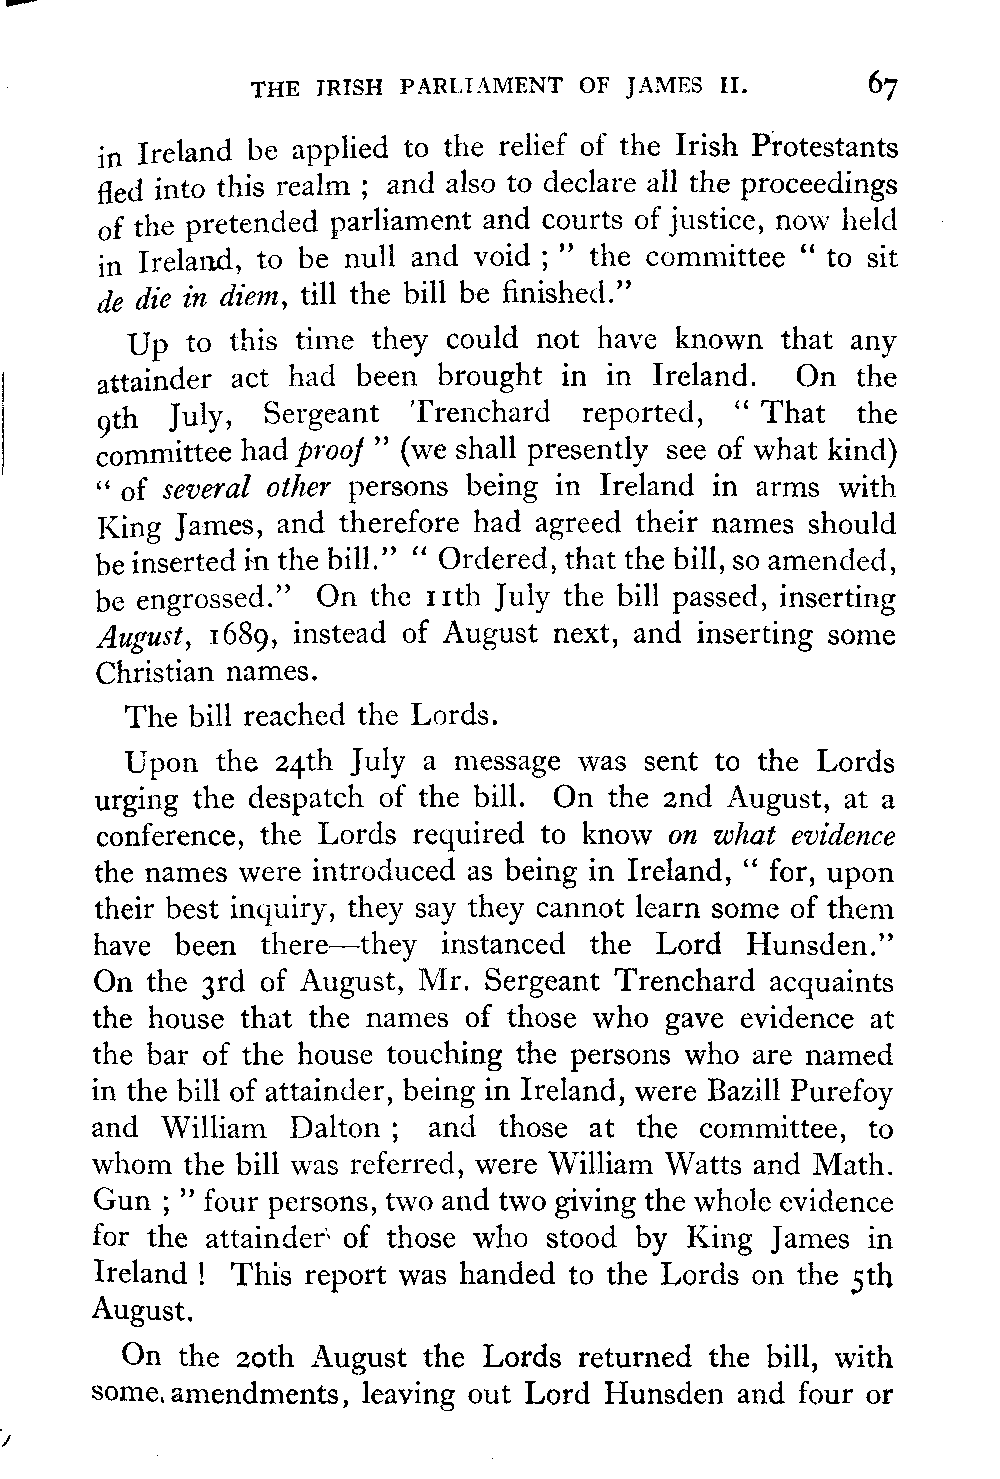 THE IRISH PARLIAMENT OF JAMES II. 67
in Ireland be applied to the relief of the Irish Protestants
fled into this realm ; and also to declare all the proceedings
of the pretended parliament and courts of justice, now held
in Ireland, to be null and void ; ” the committee “ to sit
de die in diem, till the bill be finished.”
Up to this time they could not have known that any
attainder act had been brought in in Ireland. On the
9th July, Sergeant Trenchard reported, “ That the
committee had proof ” (we shall presently see of what kind)
“ of several other persons being in Ireland in arms with
King James, and therefore had agreed their names should
be inserted in the bill.” “ Ordered, that the bill, so amended,
be engrossed.” On the 11th July the bill passed, inserting
August, 1689, instead of August next, and inserting some
Christian names.
The bill reached the Lords.
Upon the 24th July a message was sent to the Lords
urging the despatch of the bill. On the 2nd August, at a
conference, the Lords required to know on what evidence
the names were introduced as being in Ireland, “ for, upon
their best inquiry, they say they cannot learn some of them
have been there—they instanced the Lord Hunsden.”
On the 3rd of August, Mr. Sergeant Trenchard acquaints
the house that the names of those who gave evidence at
the bar of the house touching the persons who are named
in the bill of attainder, being in Ireland, were Bazill Purefoy
and William Dalton ; and those at the committee, to
whom the bill was referred, were William Watts and Math.
Gun ; ” four persons, two and two giving the whole evidence
for the attainder of those who stood by King James in
Ireland ! This report was handed to the Lords on the 5th
August.
On the 20th August the Lords returned the bill, with
some amendments, leaving out Lord Hunsden and four or